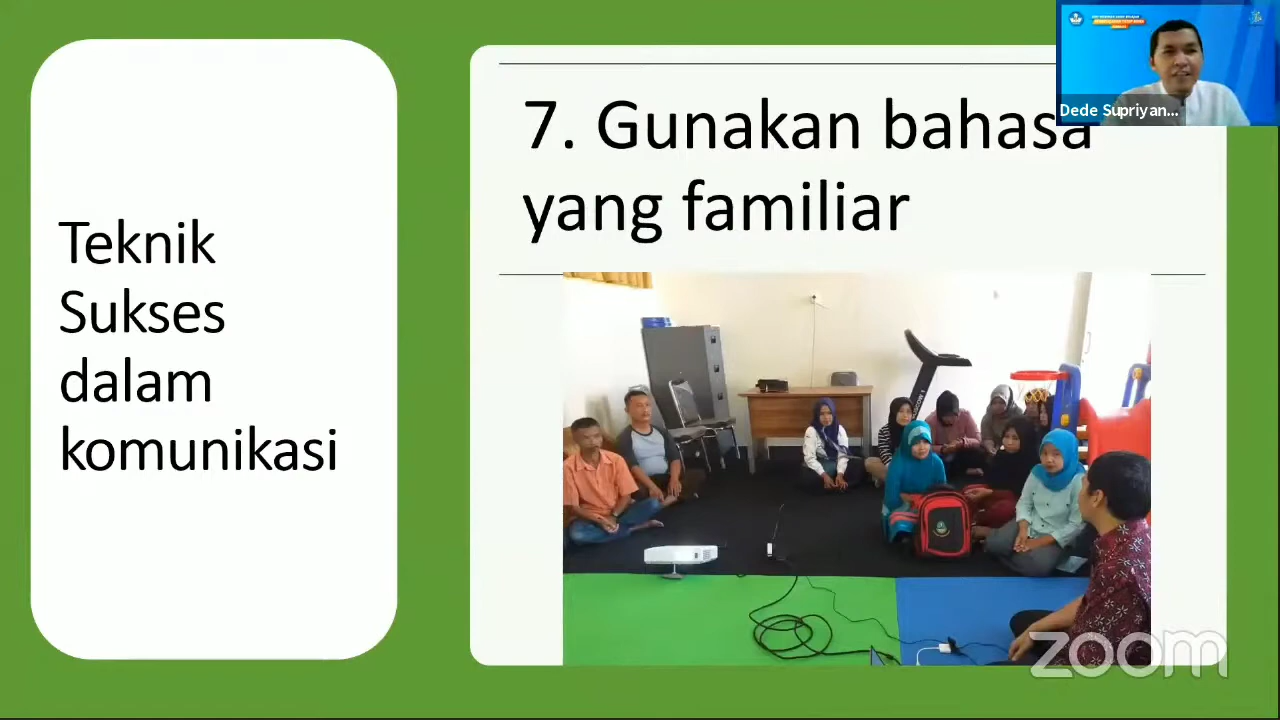 Teknik
Sukses
dalam
komunikasi
7. Gunakan bahasa
yang familiar
Dede Supriyan...
zoom